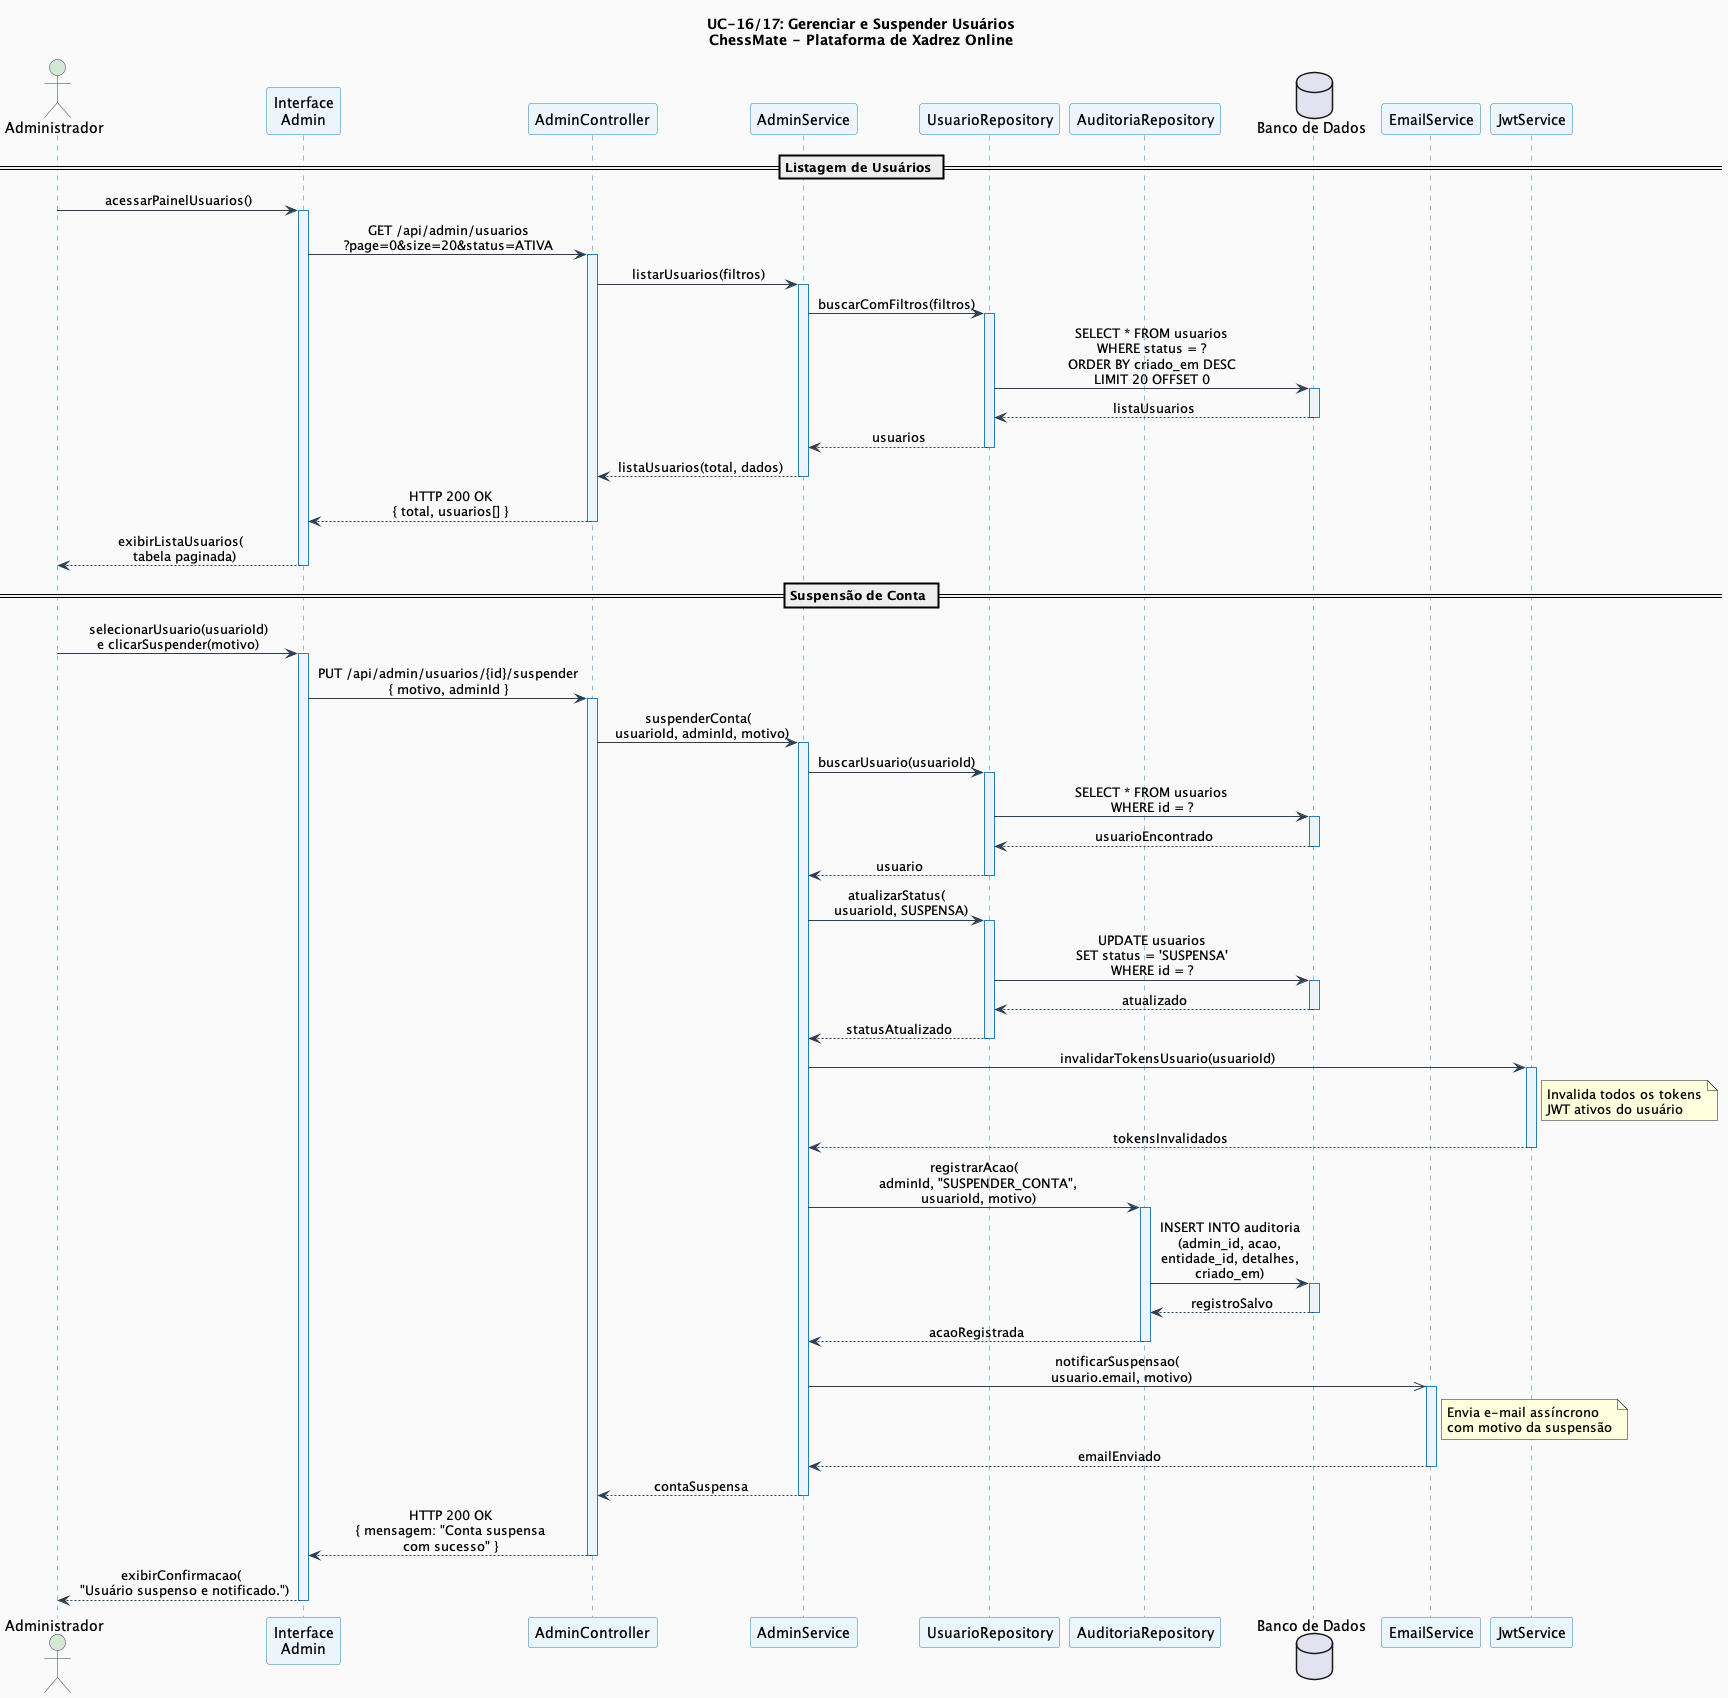 UC-16/17: Gerenciar e Suspender Usuários
ChessMate - Plataforma de Xadrez Online
Administrador
Interface
Admin
AdminController
AdminService
UsuarioRepository
AuditoriaRepository
Banco de Dados
EmailService
JwtService
Listagem de Usuários
acessarPainelUsuarios()
GET /api/admin/usuarios
?page=0&size=20&status=ATIVA
listarUsuarios(filtros)
buscarComFiltros(filtros)
SELECT * FROM usuarios
WHERE status = ?
ORDER BY criado_em DESC
LIMIT 20 OFFSET 0
listaUsuarios
usuarios
listaUsuarios(total, dados)
HTTP 200 OK
{ total, usuarios[] }
exibirListaUsuarios(
tabela paginada)
Suspensão de Conta
selecionarUsuario(usuarioId)
e clicarSuspender(motivo)
PUT /api/admin/usuarios/{id}/suspender
{ motivo, adminId }
suspenderConta(
usuarioId, adminId, motivo)
buscarUsuario(usuarioId)
SELECT * FROM usuarios
WHERE id = ?
usuarioEncontrado
usuario
atualizarStatus(
usuarioId, SUSPENSA)
UPDATE usuarios
SET status = 'SUSPENSA'
WHERE id = ?
atualizado
statusAtualizado
invalidarTokensUsuario(usuarioId)
Invalida todos os tokens
JWT ativos do usuário
tokensInvalidados
registrarAcao(
adminId, "SUSPENDER_CONTA",
usuarioId, motivo)
INSERT INTO auditoria
(admin_id, acao,
entidade_id, detalhes,
criado_em)
registroSalvo
acaoRegistrada
notificarSuspensao(
usuario.email, motivo)
Envia e-mail assíncrono
com motivo da suspensão
emailEnviado
contaSuspensa
HTTP 200 OK
{ mensagem: "Conta suspensa
com sucesso" }
exibirConfirmacao(
"Usuário suspenso e notificado.")
Administrador
Interface
Admin
AdminController
AdminService
UsuarioRepository
AuditoriaRepository
Banco de Dados
EmailService
JwtService